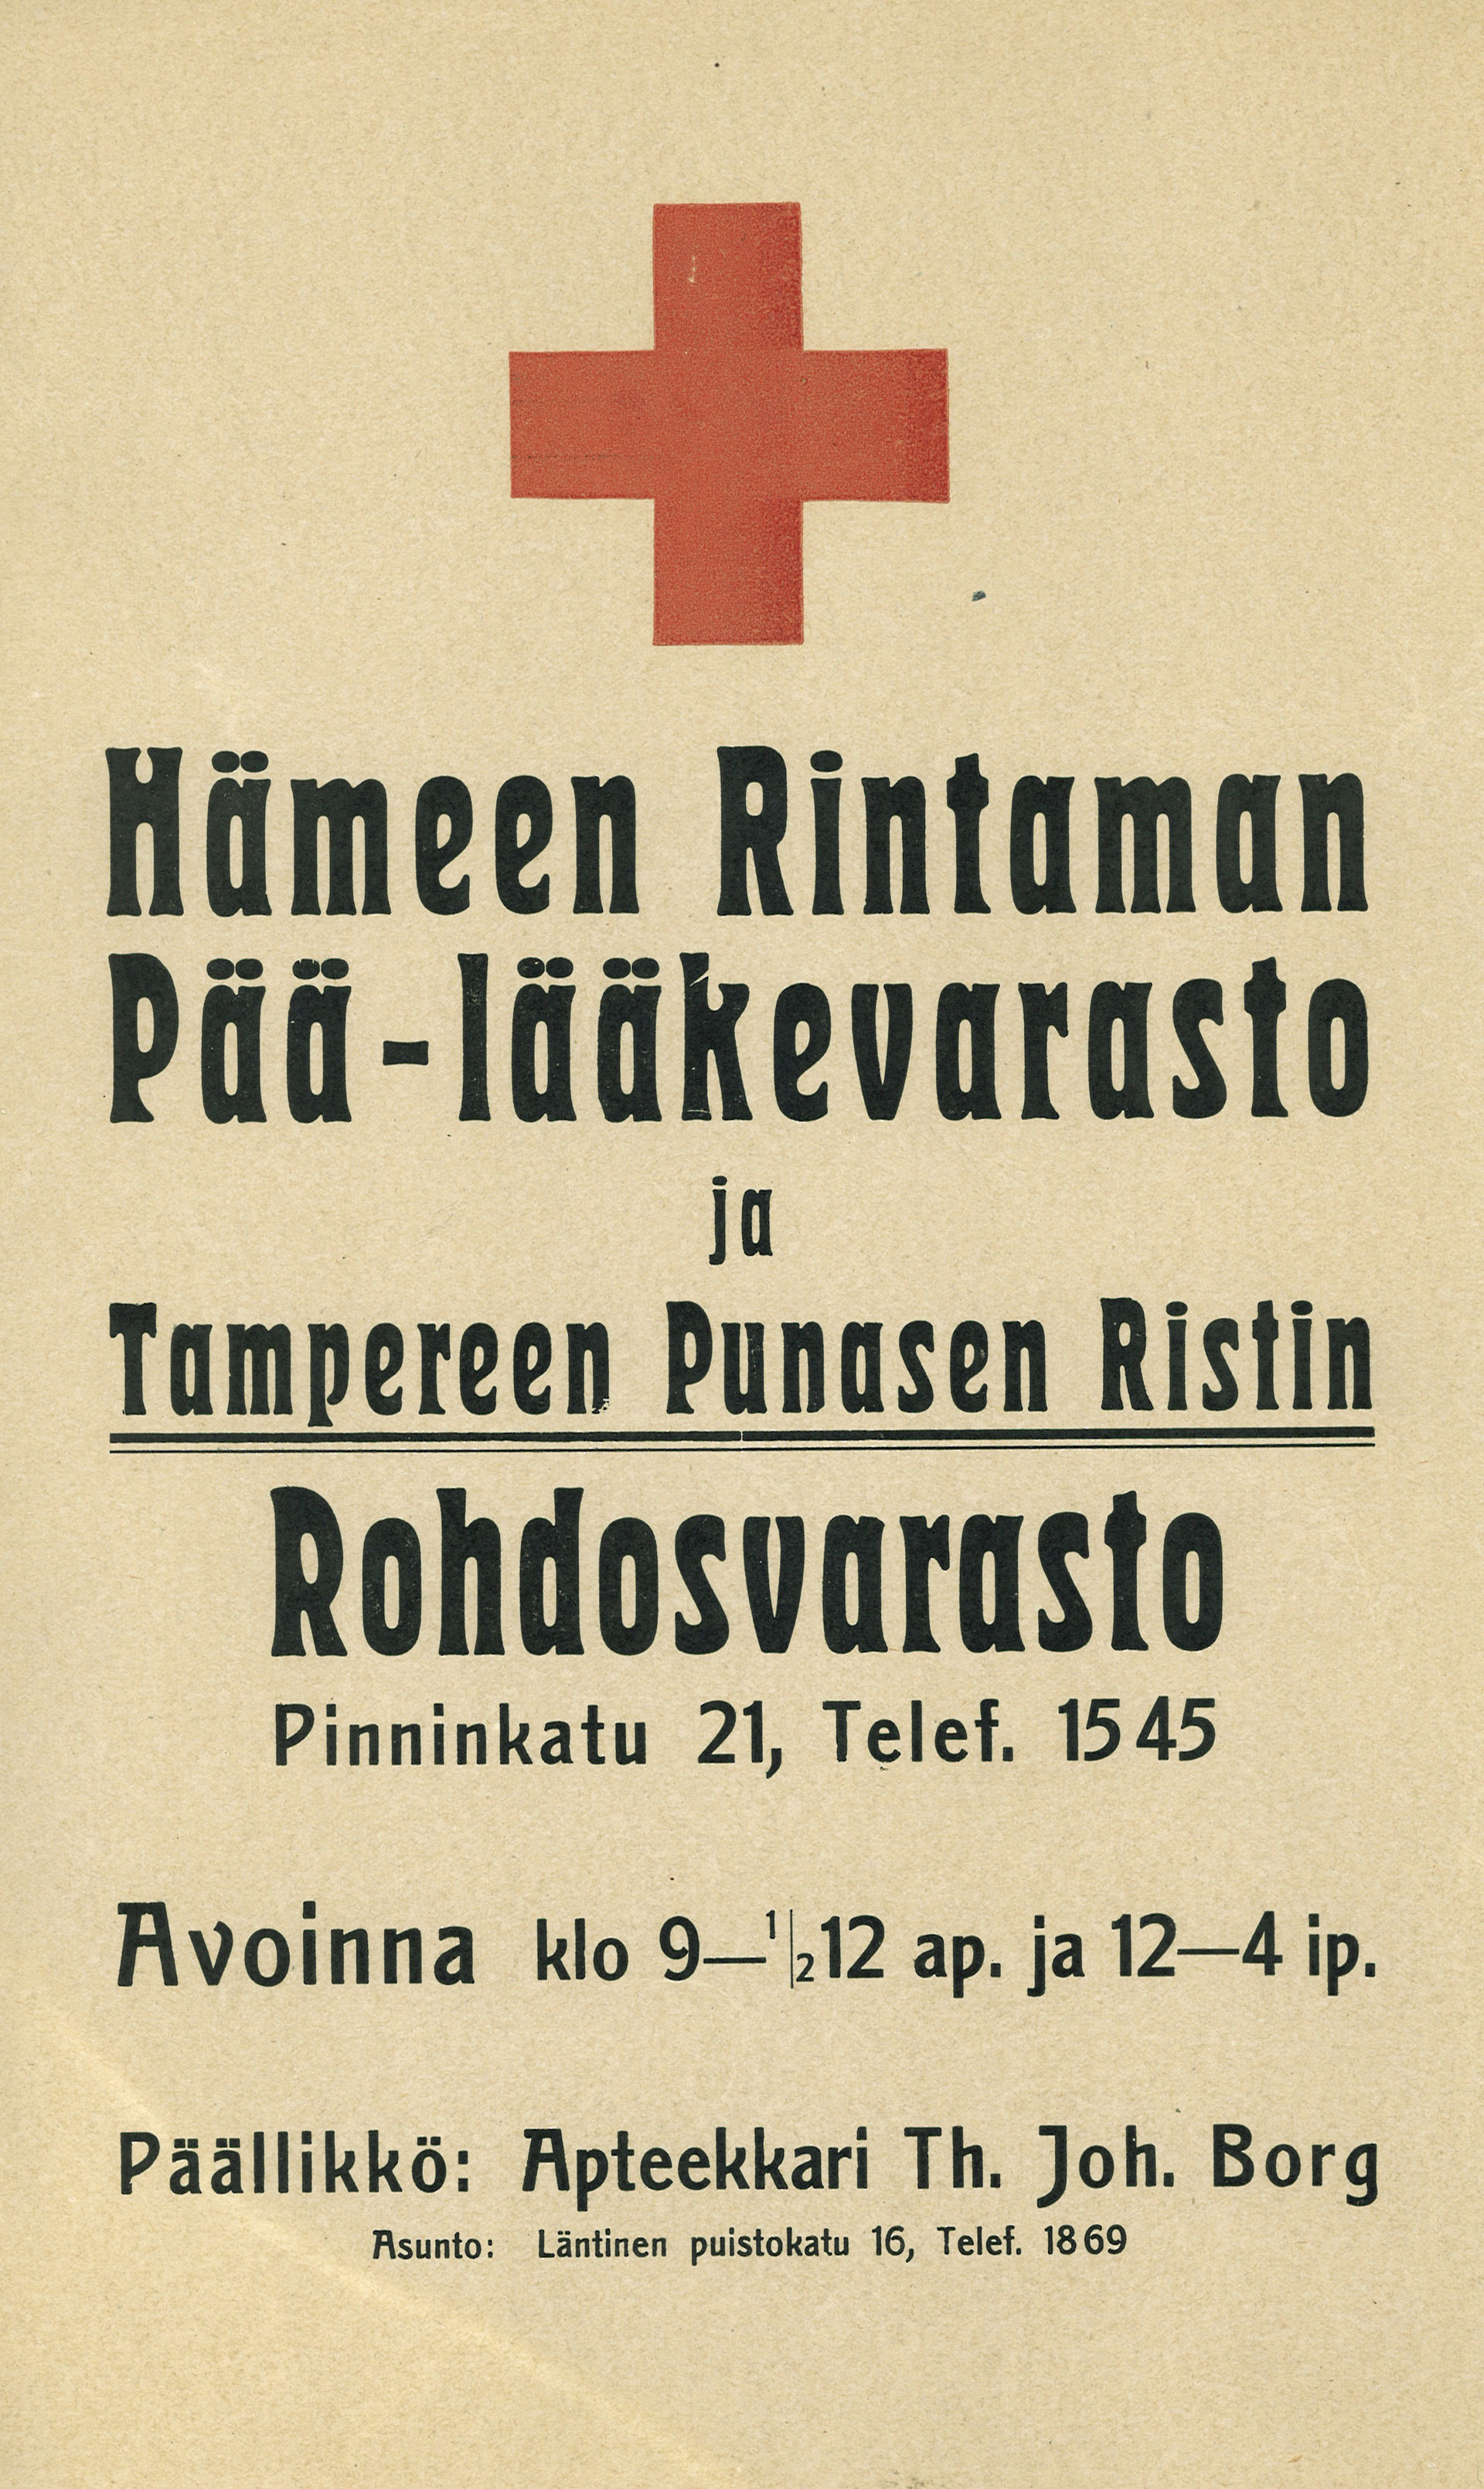 Hämeen Rintaman
Pää-lääkevarasto
ja
Tampereen Punasen Ristin
Rohdosvarasto
Pinninkatu 21, Telef. 1545
Avoinna klo 9—1/2 12 ap. ja 12—4 ip.
Päällikkö: Apteekkari Th. Joh. Borg
Asunto: Läntinen puistokatu 16, Telef. 1869